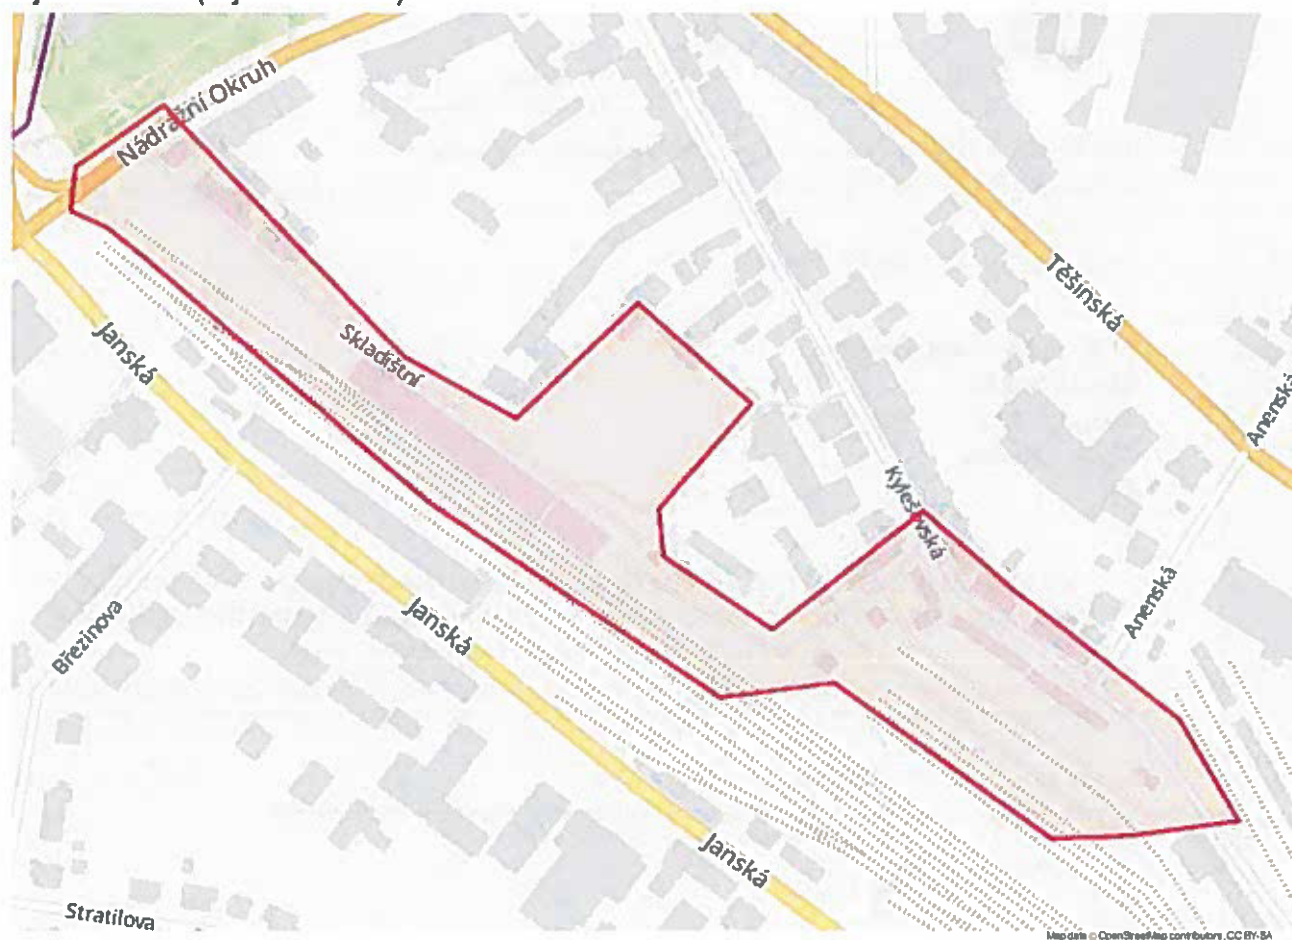 Nádražní Okruh
Těšínská
Janská
Skladištní
Anenská
Kylešovská
Anenská
Březinova
Janská
Janská
Stratilova
Map data © OpenStreetMap contributors, CC BY-SA